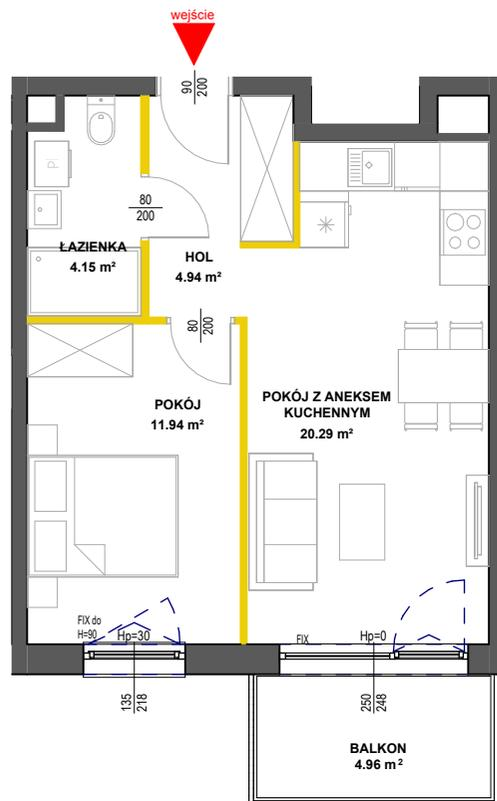 wejście
90
200
80
200
ŁAZIENKA
4.15 m²
HOL
4.94 m²
80
200
POKÓJ
11.94 m²
POKÓJ Z ANEKSEM
KUCHENNYM
20.29 m²
FIX do
H=90
Hp=30
FIX
Hp=0
135
218
250
248
BALKON
4.96 m²